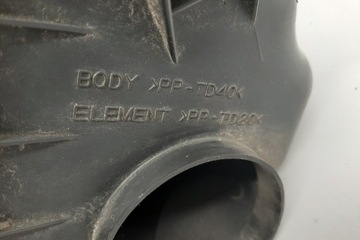 BODY >PP-TD40<
ELEMENT >PP-TD20<